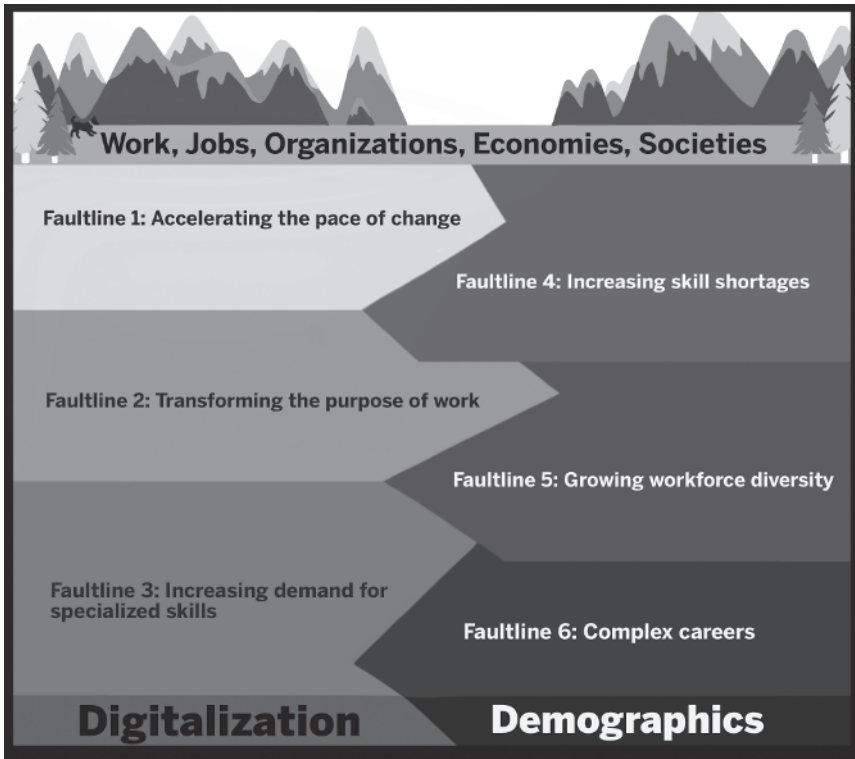 Work, Jobs, Organizations, Economies, Societies
Faultline 1: Accelerating the pace of change
Faultline 4: Increasing skill shortages
Faultline 2: Transforming the purpose of work
Faultline 5: Growing workforce diversity
Faultline 3: Increasing demand for
specialized skills
Faultline 6: Complex careers
Digitalization
Demographics